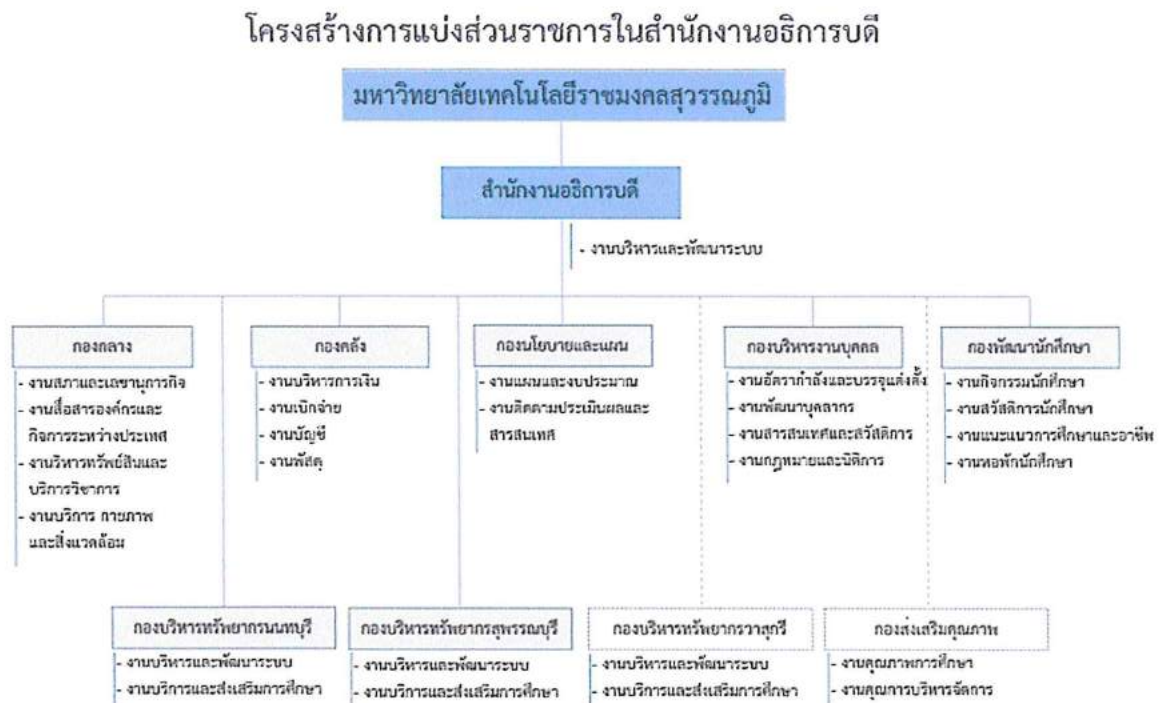 โครงสร้างการแบ่งส่วนราชการในสำนักงานอธิการบดี
มหาวิทยาลัยเทคโนโลยีราชมงคลสุวรรณภูมิ
สำนักงานอธิการบดี
- งานบริหารและพัฒนาระบบ
กองกลาง
- งานสภาและเลขานุการกิจ
- งานสื่อสารองค์กรและ
กิจการระหว่างประเทศ
- งานริหารทรัพย์สินและ
บริการวิชาการ
- งานบริการ กายภาพ
และสิ่งแวดล้อม
กองคลัง
- งานบริหารการเงิน
- งานเบิกจ่าย
- งานบัญชี
- งานพัสดุ
กองนโยบายและแผน
- งานแผนและงบประมาณ
- งานติดตามประเมินผลและ
สารสนเทศ
กองบริหารงานบุคคล
- งานอัตรากำลังและบรรจุแต่งตั้ง
- งานพัฒนาบุคลากร
- งานสารสนเทศและสวัสดิการ
- งานกฎหมายและนิติการ
กองพัฒนานักศึกษา
- งานกิจกรรมนักศึกษา
- งานสวัสดิการนักศึกษา
- งานแนะแนวการศึกษาและอาชีพ
- งานหอพักนักศึกษา
กองบริหารทรัพยากรนนทบุรี
- งานบริหารและพัฒนาระบบ
- งานบริการและส่งเสริมการศึกษา
กองบริหารทรัพยากรสุพรรณบุรี
- งานบริหารและพัฒนาระบบ
- งานบริการและส่งเสริมการศึกษา
กองบริหารทรัพยากรวาสุกรี
- งานบริหารและพัฒนาระบบ
- งานบริการและส่งเสริมการศึกษา
กองส่งเสริมคุณภาพ
- งานคุณภาพการศึกษา
- งานคุณการบริหารจัดการ